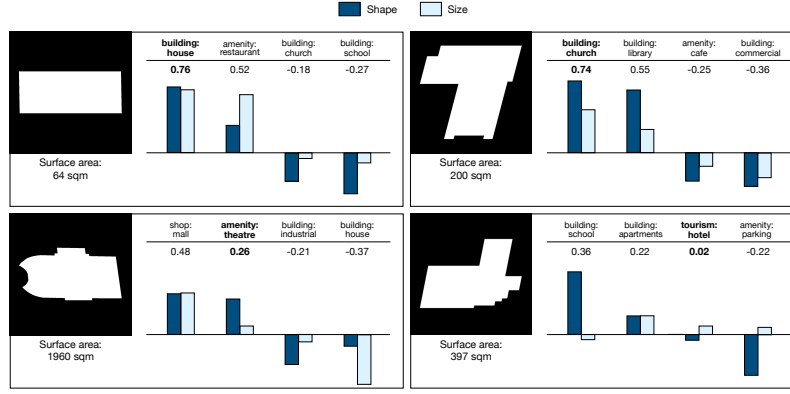 Shape Size
building: house
amenity: restaurant
building: church
building: school
0.76 0.52 -0.18 -0.27
Surface area:
64 sqm
building: church
building: library
amenity: cafe
building: commercial
0.74 0.55 -0.25 -0.36
Surface area:
200 sqm
shop: mall
amenity: theatre
building: industrial
building: house
0.48 0.26 -0.21 -0.37
Surface area:
1960 sqm
building: school
building: apartments
tourism: hotel
amenity: parking
0.36 0.22 0.02 -0.22
Surface area:
397 sqm